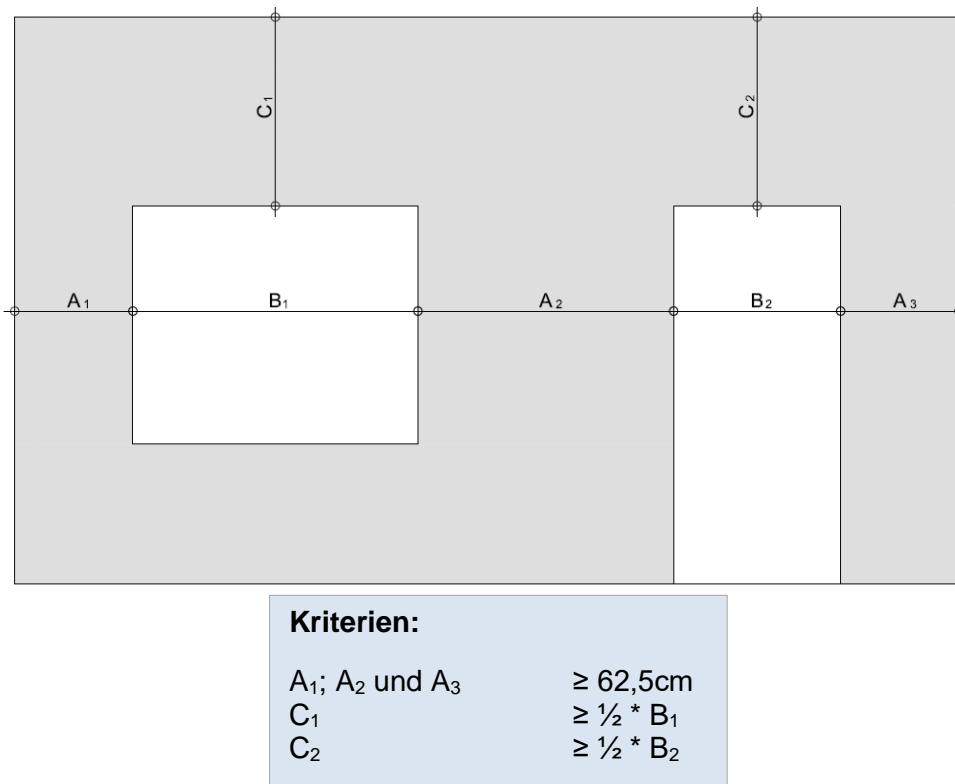 C₁ C₂
A₁ B₁ A₂ B₂ A₃
Kriterien:
A₁; A₂ und A₃ ≥ 62,5cm
C₁ ≥ ½ * B₁
C₂ ≥ ½ * B₂